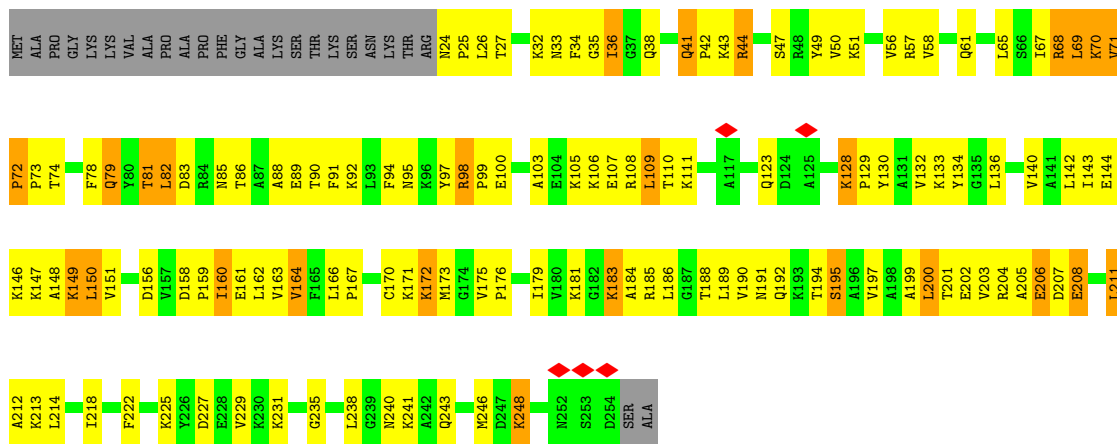 MET ALA PRO GLY LYS LYS VAL ALA PRO ALA PRO PHE GLY ALA LYS SER THR LYS SER ASN LYS THR ARG N24 P25 L26 T27 K32 N33 F34 G35 I36 G37 Q38 Q41 P42 K43 R44 S47 R48 Y49 V50 K51 V56 R57 V58 Q61 L65 S66 I67 R68 L69 K70 V71
P72 P73 T74 F78 Q79 Y80 T81 L82 D83 R84 N85 T86 A87 A88 E89 T90 F91 K92 L93 F94 N95 K96 Y97 R98 P99 E100 A103 E104 K105 K106 E107 R108 L109 T110 K111 A117 Q123 D124 A125 K128 P129 Y130 A131 V132 K133 Y134 G135 L136 V140 A141 L142 I143 E144
K146 K147 A148 K149 L150 V151 D156 V157 D158 P159 I160 E161 L162 V163 V164 F165 L166 P167 C170 K171 K172 M173 G174 V175 P176 I179 V180 K181 G182 K183 A184 R185 L186 G187 T188 L189 V190 N191 Q192 K193 T194 S195 A196 V197 A198 A199 L200 T201 E202 V203 R204 A205 E206 D207 E208 L211
A212 K213 L214 I218 F222 K225 Y226 D227 E228 V229 K230 K231 G235 L238 G239 N240 K241 A242 Q243 M246 D247 K248 N252 S253 D254 SER ALA